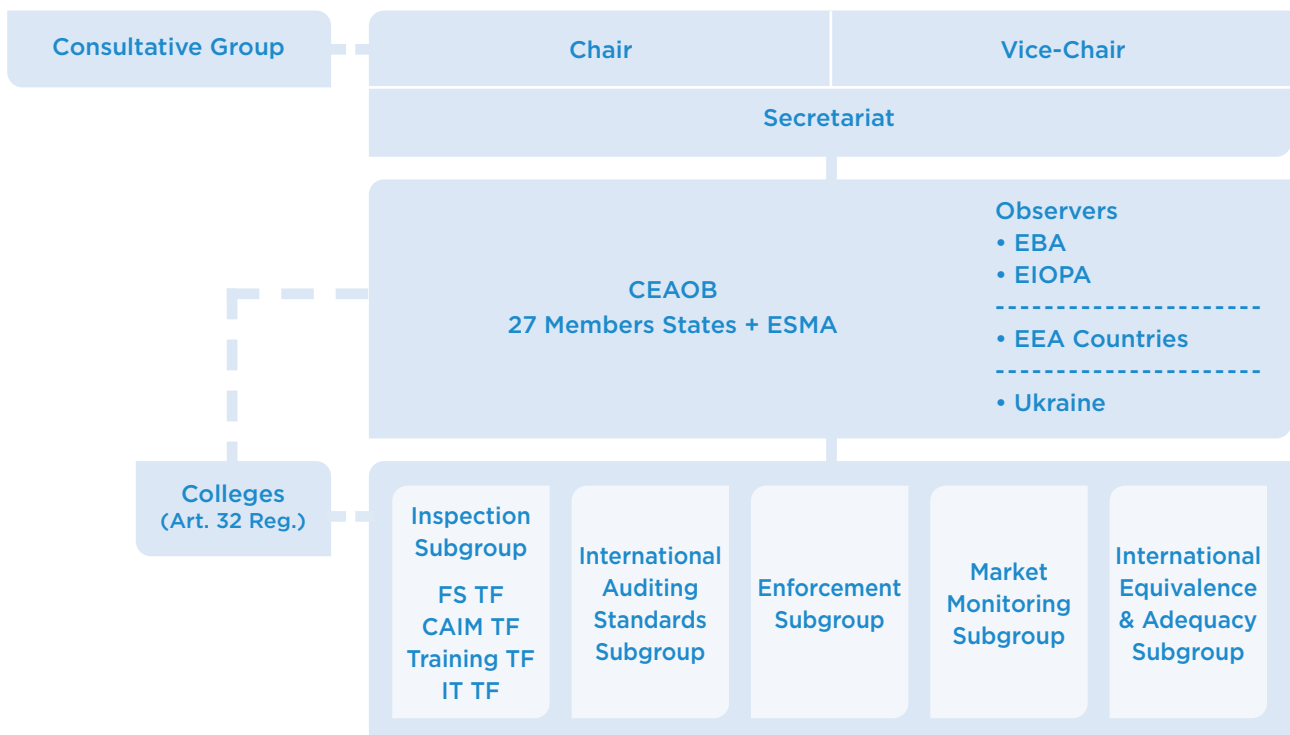 Consultative Group
Chair
Vice-Chair
Secretariat
CEAOB
27 Members States + ESMA
Observers
• EBA
• EIOPA
• EEA Countries
• Ukraine
Colleges
(Art. 32 Reg.)
Inspection
Subgroup
FS TF
CAIM TF
Training TF
IT TF
International
Auditing
Standards
Subgroup
Enforcement
Subgroup
Market
Monitoring
Subgroup
International
Equivalence
& Adequacy
Subgroup